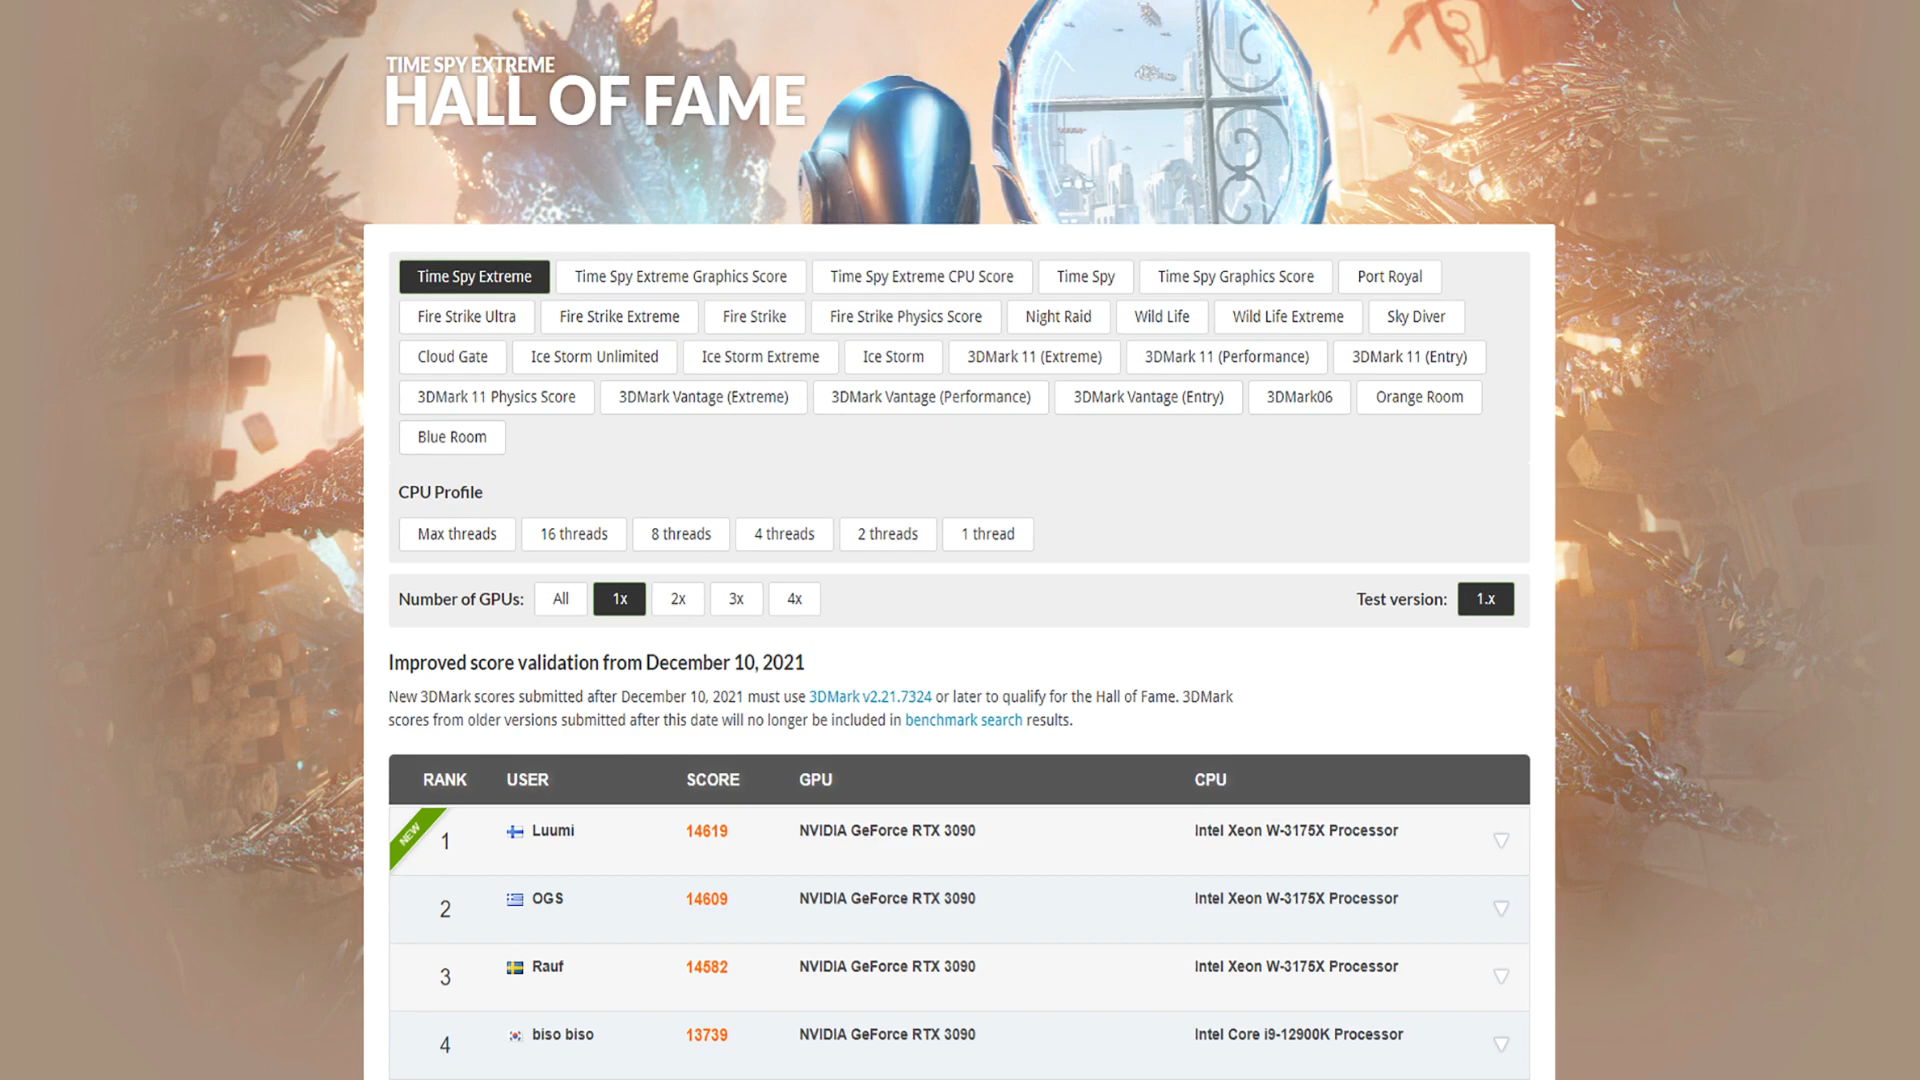 TIME SPY EXTREME
HALL OF FAME
Time Spy Extreme Time Spy Extreme Graphics Score Time Spy Extreme CPU Score Time Spy Time Spy Graphics Score Port Royal
Fire Strike Ultra Fire Strike Extreme Fire Strike Fire Strike Physics Score Night Raid Wild Life Wild Life Extreme Sky Diver
Cloud Gate Ice Storm Unlimited Ice Storm Extreme Ice Storm 3DMark 11 (Extreme) 3DMark 11 (Performance) 3DMark 11 (Entry)
3DMark 11 Physics Score 3DMark Vantage (Extreme) 3DMark Vantage (Performance) 3DMark Vantage (Entry) 3DMark06 Orange Room
Blue Room
CPU Profile
Max threads 16 threads 8 threads 4 threads 2 threads 1 thread
Number of GPUs: All 1x 2x 3x 4x Test version: 1.x
Improved score validation from December 10, 2021
New 3DMark scores submitted after December 10, 2021 must use 3DMark v2.21.7324 or later to qualify for the Hall of Fame. 3DMark
scores from older versions submitted after this date will no longer be included in benchmark search results.
RANK USER SCORE GPU CPU
NEW 1 Luumi 14619 NVIDIA GeForce RTX 3090 Intel Xeon W-3175X Processor
2 OGS 14609 NVIDIA GeForce RTX 3090 Intel Xeon W-3175X Processor
3 Rauf 14582 NVIDIA GeForce RTX 3090 Intel Xeon W-3175X Processor
4 biso biso 13739 NVIDIA GeForce RTX 3090 Intel Core i9-12900K Processor